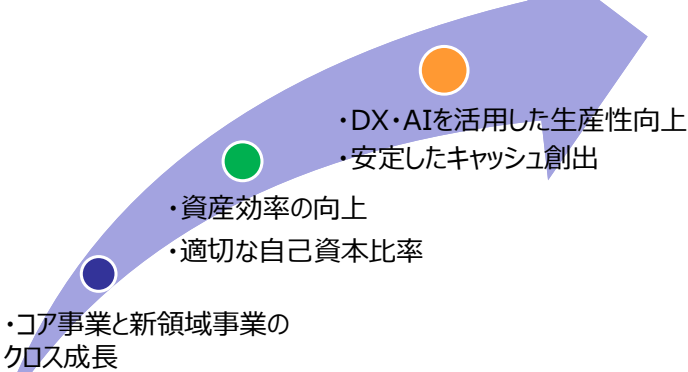 ・DX・AIを活用した生産性向上
・安定したキャッシュ創出
・資産効率の向上
・適切な自己資本比率
・コア事業と新領域事業の
クロス成長